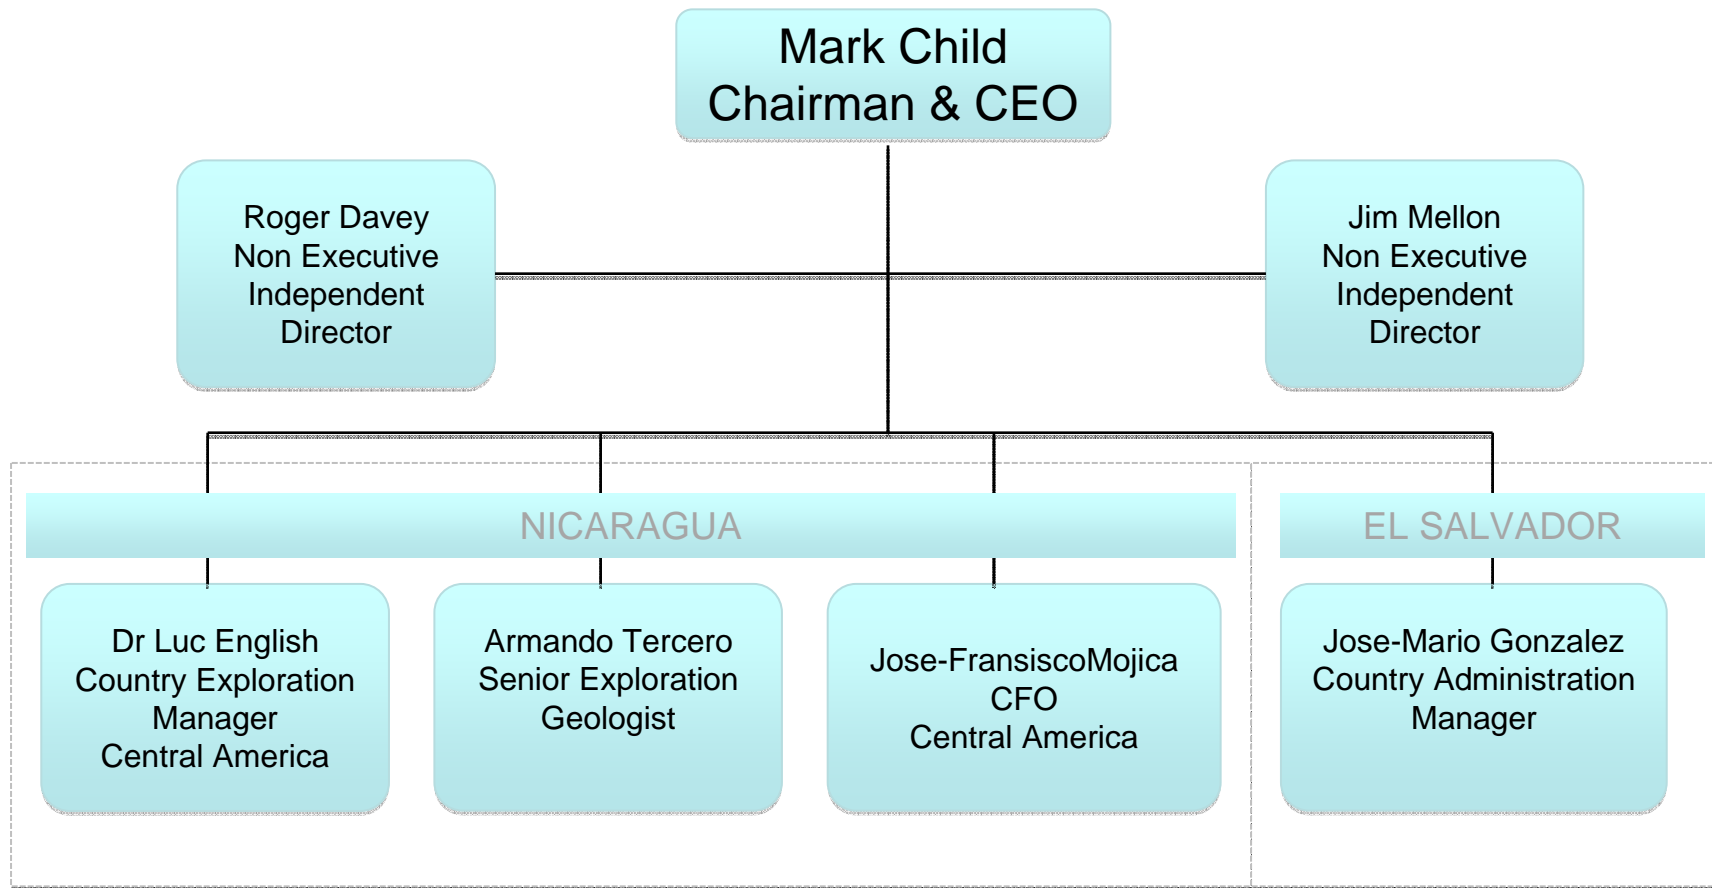 Mark Child
Chairman & CEO
Roger Davey
Non Executive
Independent
Director
Jim Mellon
Non Executive
Independent
Director
NICARAGUA
EL SALVADOR
Dr Luc English
Country Exploration
Manager
Central America
Armando Tercero
Senior Exploration
Geologist
Jose-FransiscoMojica
CFO
Central America
Jose-Mario Gonzalez
Country Administration
Manager